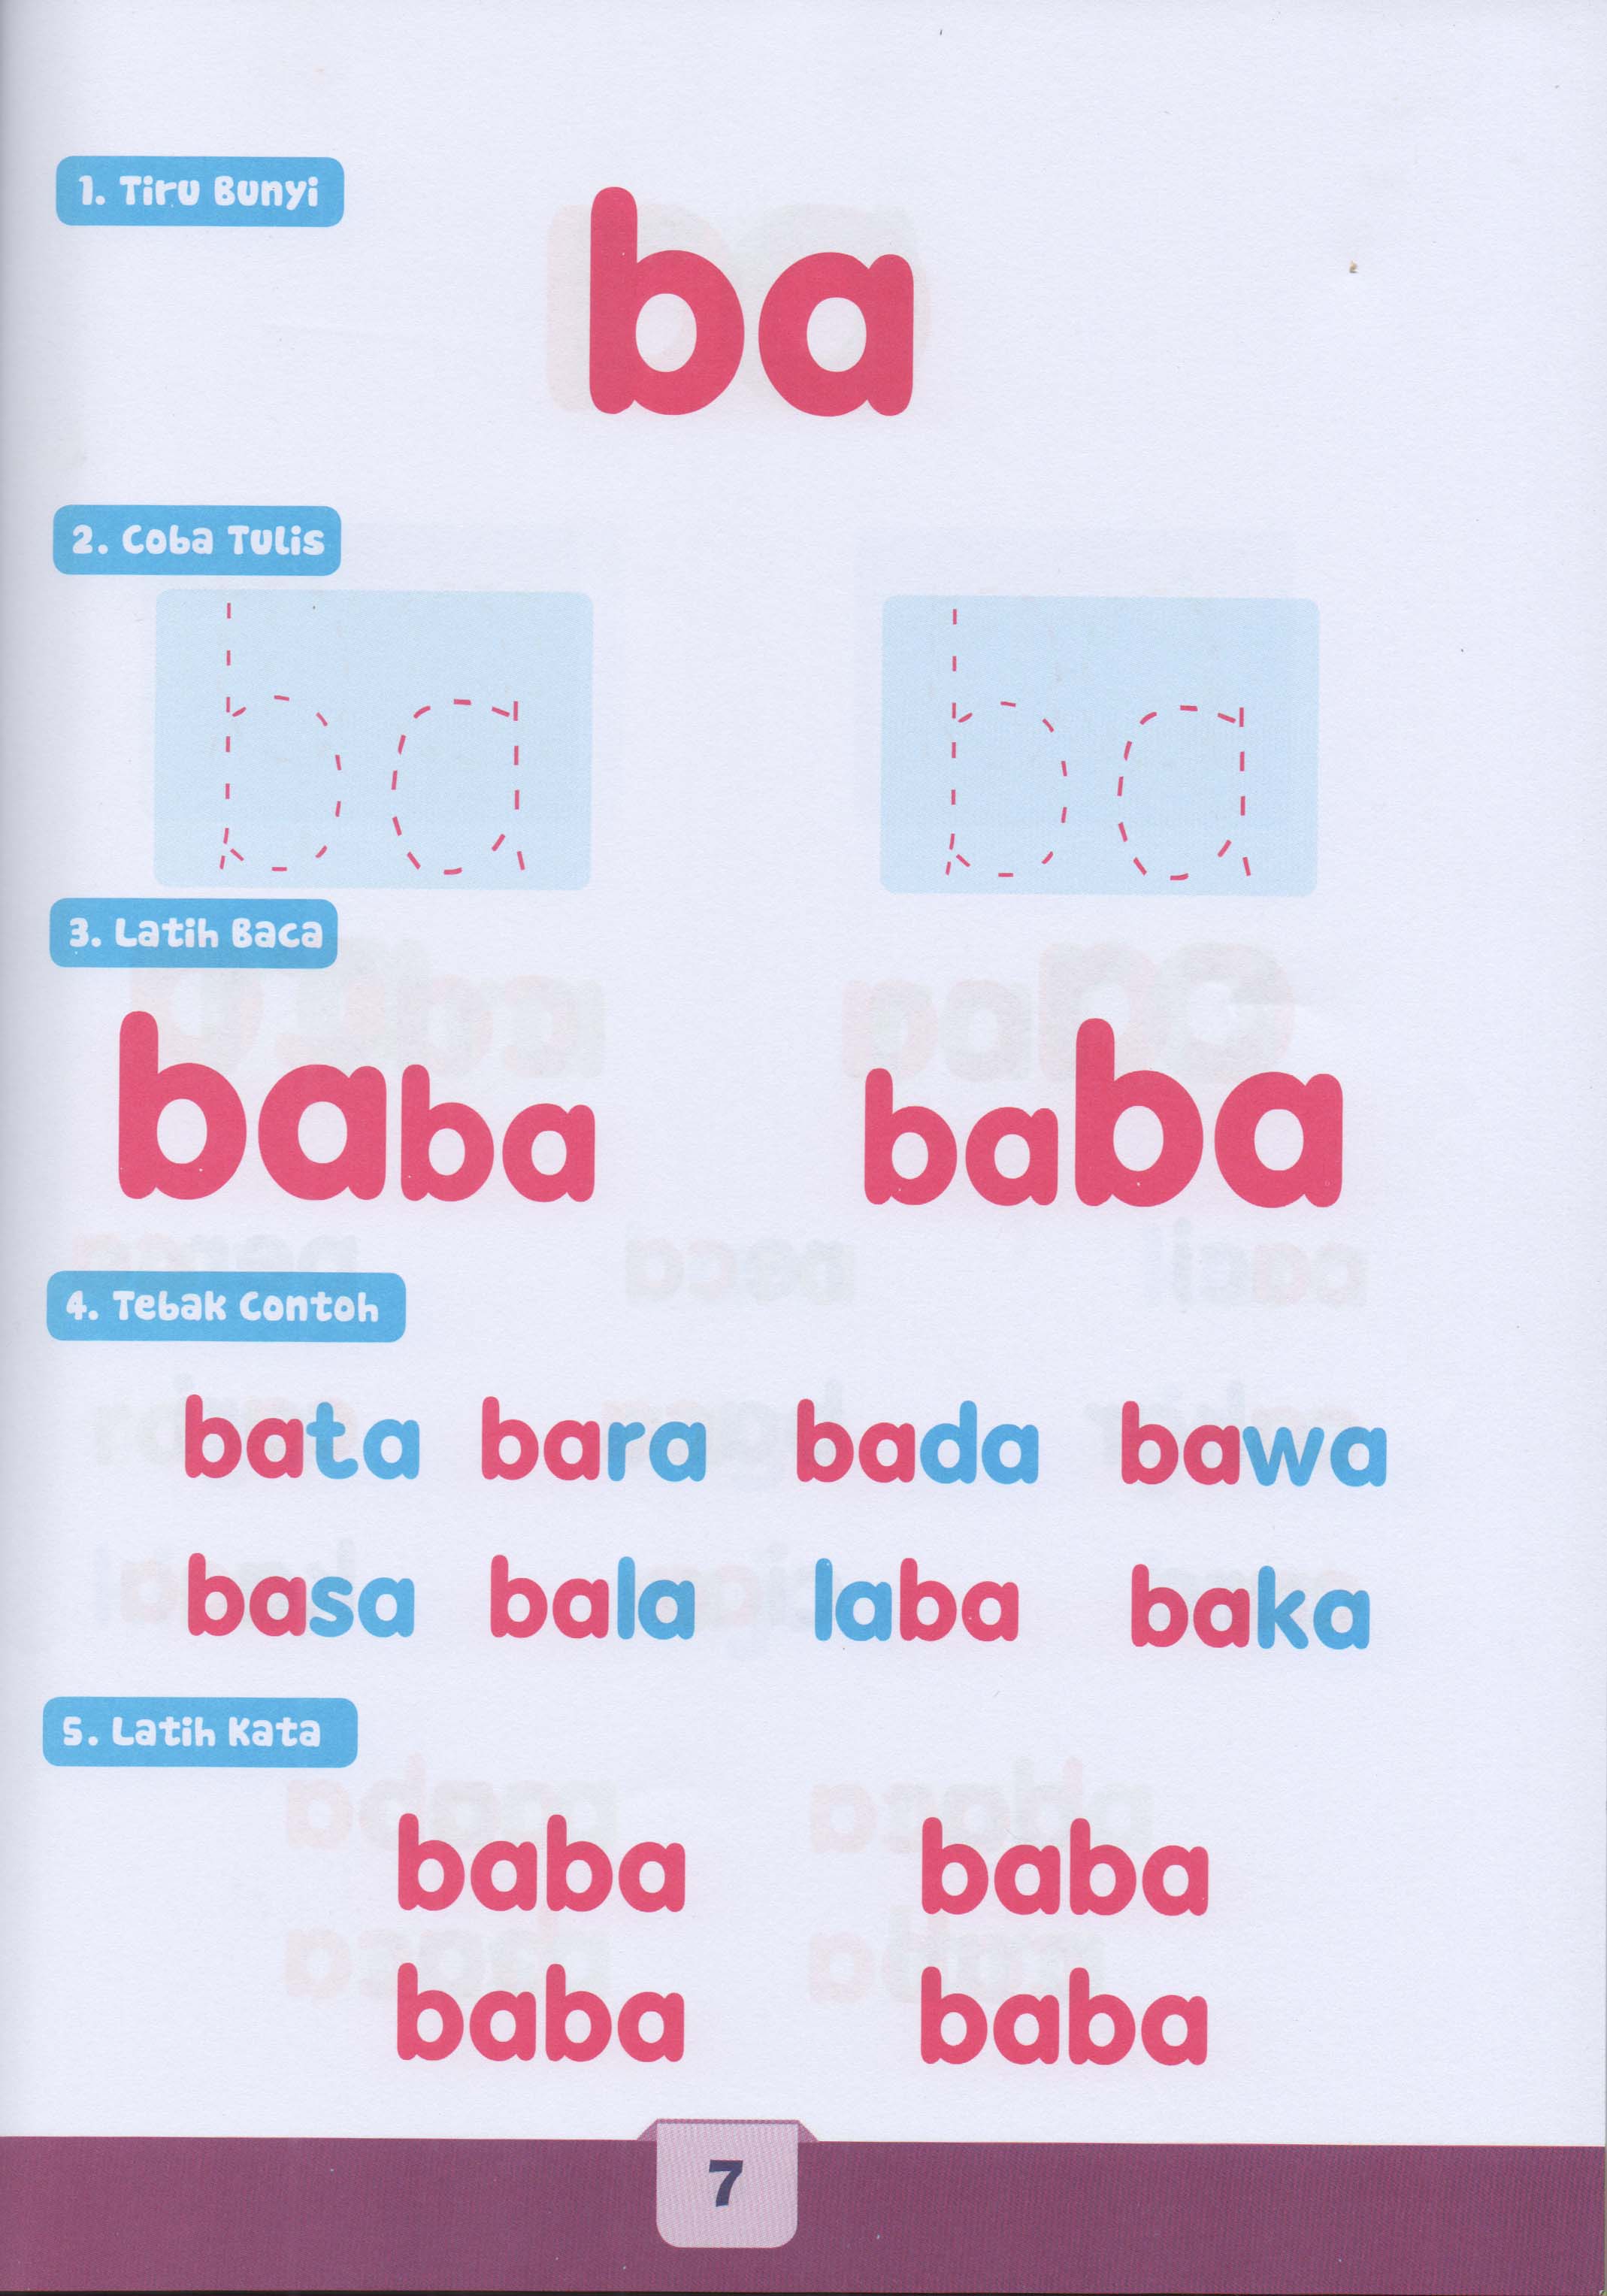 1. Tiru Bunyi
ba
2. Coba Tulis
ba ba
3. Latih Baca
baba baba
4. Tebak Contoh
bata bara bada bawa
basa bala laba baka
5. Latih Kata
baba baba
baba baba
7